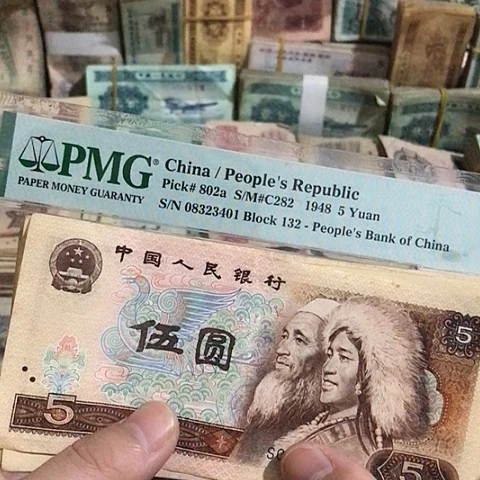 PMG® China / People's Republic
PAPER MONEY GUARANTY
Pick# 802a S/M#C282 1948 5 Yuan
S/N 08323401 Block 132 - People's Bank of China
中国人民银行
伍圆
5
5
5